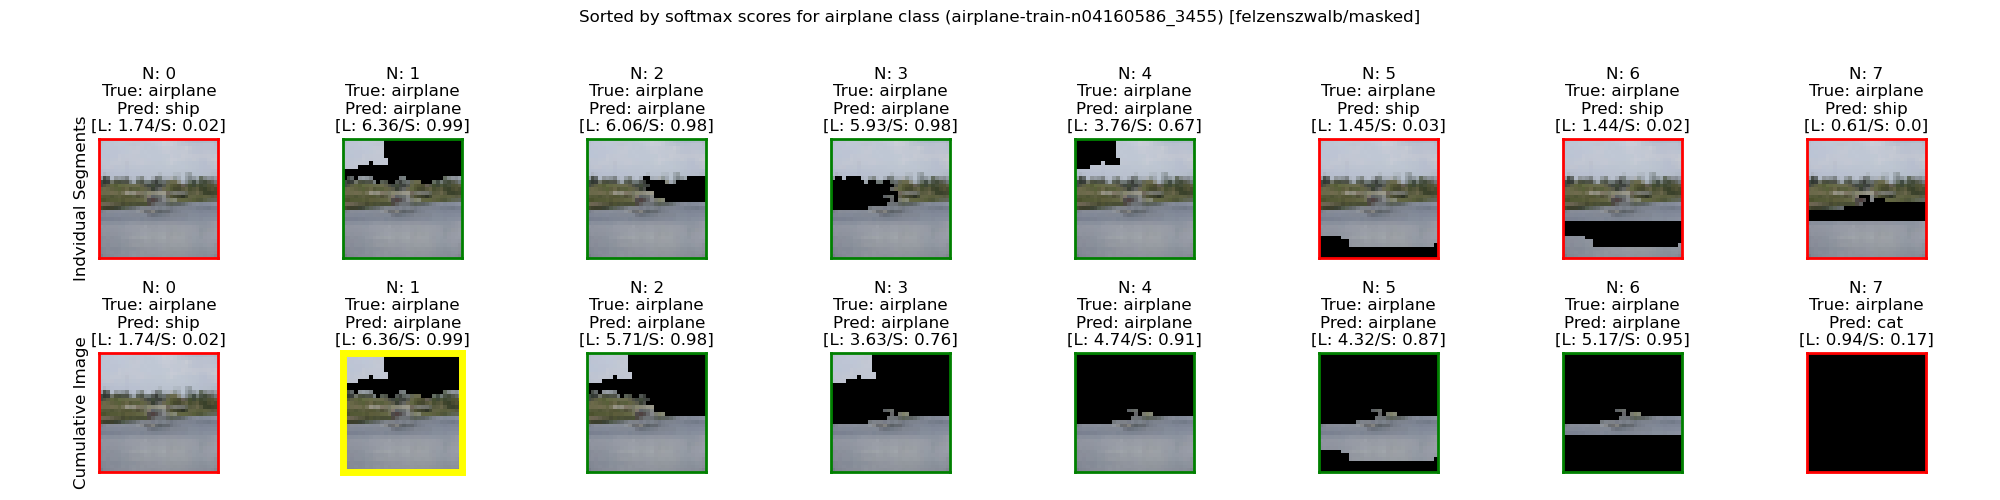 Sorted by softmax scores for airplane class (airplane-train-n04160586_3455) [felzenszwalb/masked]
Indvidual Segments
N: 0
True: airplane
Pred: ship
[L: 1.74/S: 0.02]
N: 1
True: airplane
Pred: airplane
[L: 6.36/S: 0.99]
N: 2
True: airplane
Pred: airplane
[L: 6.06/S: 0.98]
N: 3
True: airplane
Pred: airplane
[L: 5.93/S: 0.98]
N: 4
True: airplane
Pred: airplane
[L: 3.76/S: 0.67]
N: 5
True: airplane
Pred: ship
[L: 1.45/S: 0.03]
N: 6
True: airplane
Pred: ship
[L: 1.44/S: 0.02]
N: 7
True: airplane
Pred: ship
[L: 0.61/S: 0.0]
Cumulative Image
N: 0
True: airplane
Pred: ship
[L: 1.74/S: 0.02]
N: 1
True: airplane
Pred: airplane
[L: 6.36/S: 0.99]
N: 2
True: airplane
Pred: airplane
[L: 5.71/S: 0.98]
N: 3
True: airplane
Pred: airplane
[L: 3.63/S: 0.76]
N: 4
True: airplane
Pred: airplane
[L: 4.74/S: 0.91]
N: 5
True: airplane
Pred: airplane
[L: 4.32/S: 0.87]
N: 6
True: airplane
Pred: airplane
[L: 5.17/S: 0.95]
N: 7
True: airplane
Pred: cat
[L: 0.94/S: 0.17]